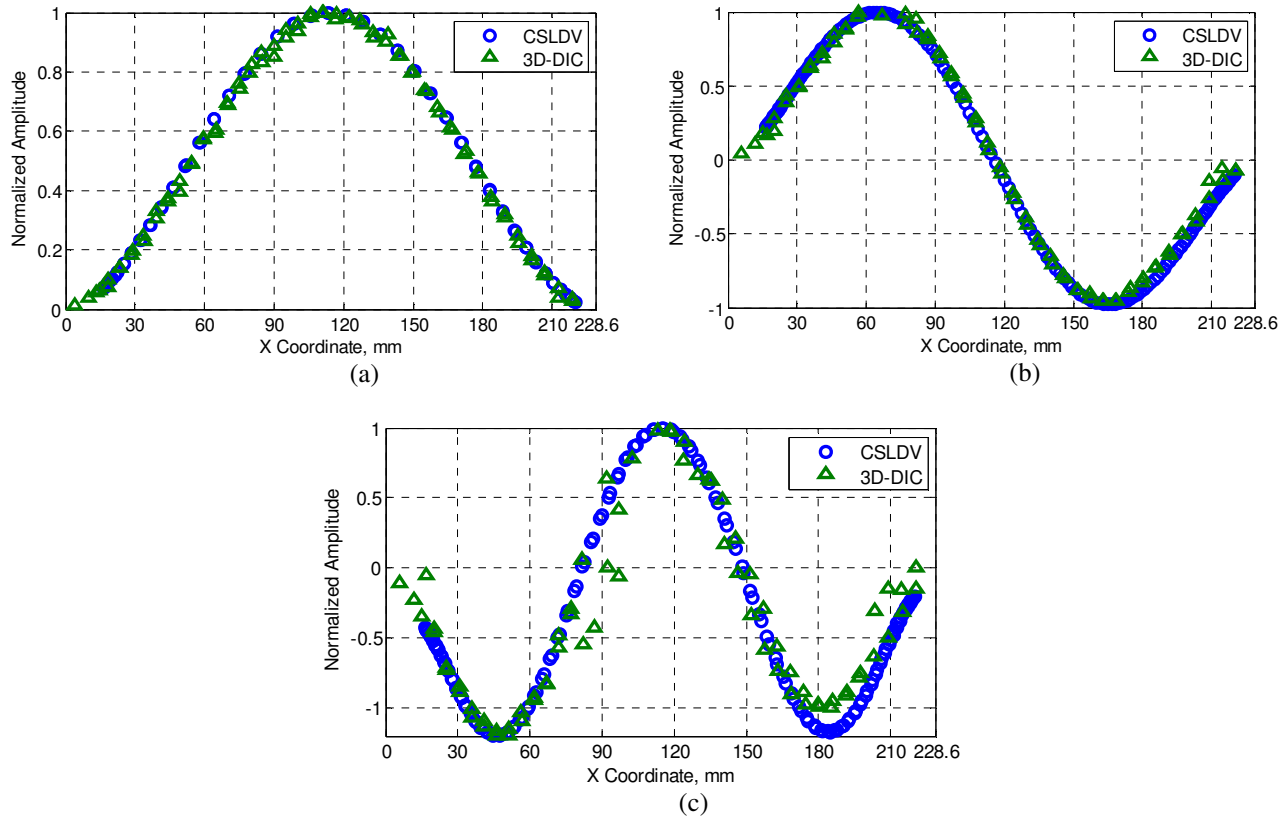 1
0.8
0.6
0.4
0.2
0
Normalized Amplitude
CSLDV
3D-DIC
0 30 60 90 120 150 180 210 228.6
X Coordinate, mm
(a)
1
0.5
0
-0.5
-1
Normalized Amplitude
CSLDV
3D-DIC
0 30 60 90 120 150 180 210 228.6
X Coordinate, mm
(b)
1
0.5
0
-0.5
-1
Normalized Amplitude
CSLDV
3D-DIC
0 30 60 90 120 150 180 210 228.6
X Coordinate, mm
(c)